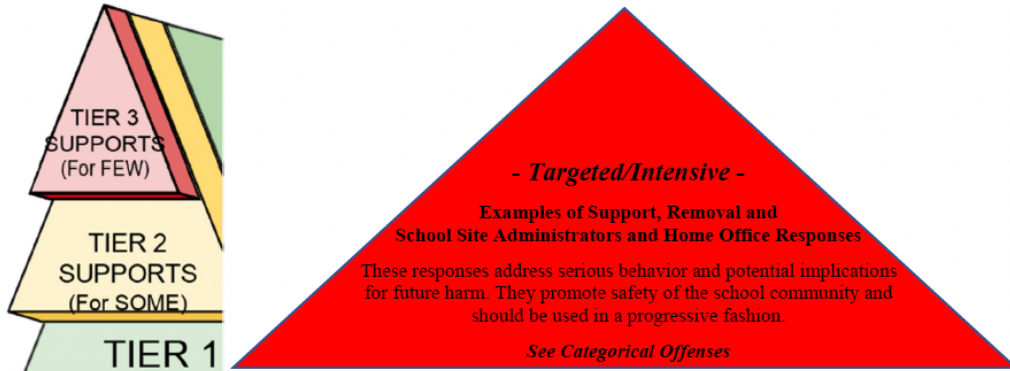 TIER 3
SUPPORTS
(For FEW)
TIER 2
SUPPORTS
(For SOME)
TIER 1
- Targeted/Intensive -
Examples of Support, Removal and
School Site Administrators and Home Office Responses
These responses address serious behavior and potential implications
for future harm. They promote safety of the school community and
should be used in a progressive fashion.
See Categorical Offenses